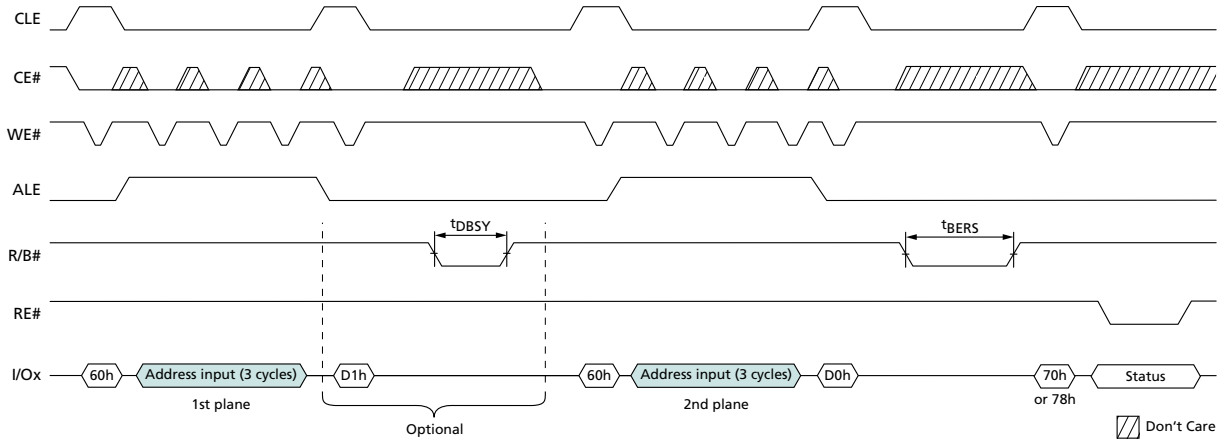 CLE
CE#
WE#
ALE
tDBSY
tBERS
R/B#
RE#
I/Ox
60h
Address input (3 cycles)
D1h
60h
Address input (3 cycles)
D0h
70h
Status
1st plane
2nd plane
or 78h
Optional
Don't Care